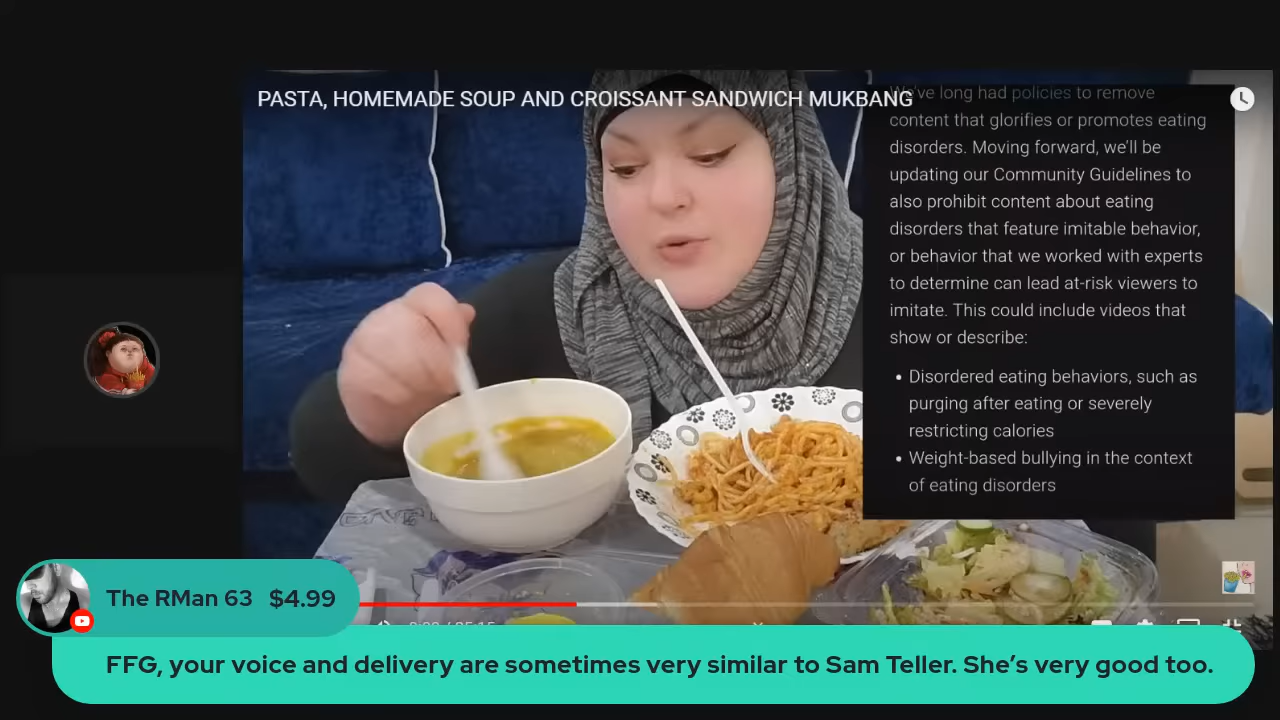 PASTA, HOMEMADE SOUP AND CROISSANT SANDWICH MUKBANG
We've long had policies to remove
content that glorifies or promotes eating
disorders. Moving forward, we'll be
updating our Community Guidelines to
also prohibit content about eating
disorders that feature imitable behavior,
or behavior that we worked with experts
to determine can lead at-risk viewers to
imitate. This could include videos that
show or describe:
• Disordered eating behaviors, such as
purging after eating or severely
restricting calories
• Weight-based bullying in the context
of eating disorders
The RMan 63 $4.99
FFG, your voice and delivery are sometimes very similar to Sam Teller. She's very good too.